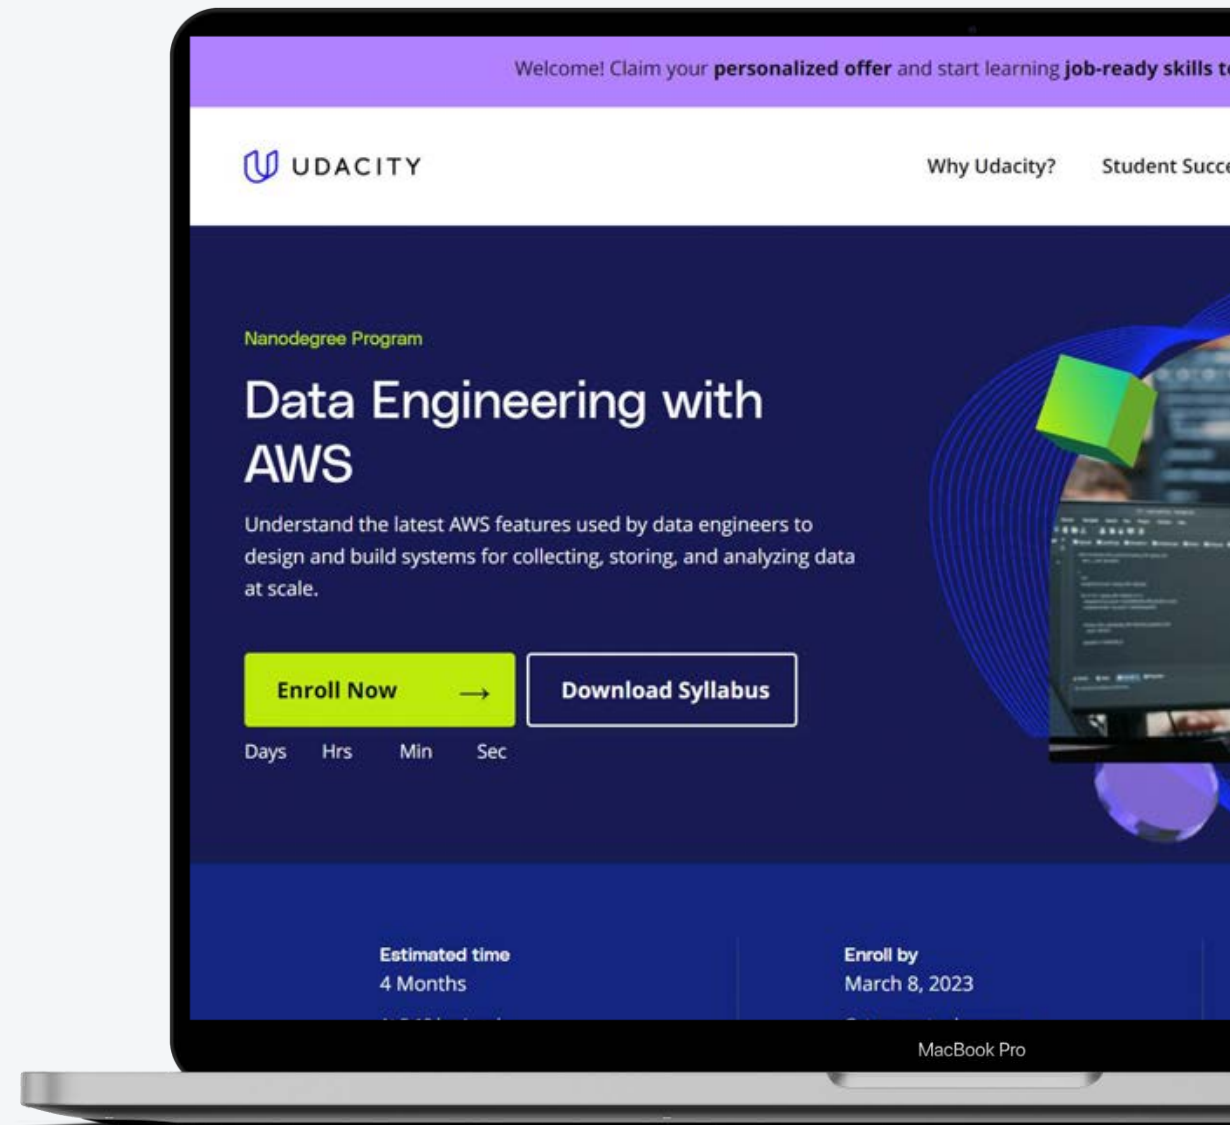 Welcome! Claim your personalized offer and start learning job-ready skills
UDACITY
Why Udacity? Student
Nanodegree Program
Data Engineering with
AWS
Understand the latest AWS features used by data engineers to
design and build systems for collecting, storing, and analyzing data
at scale.
Enroll Now → Download Syllabus
Days Hrs Min Sec
Estimated time
4 Months
Enroll by
March 8, 2023
MacBook Pro